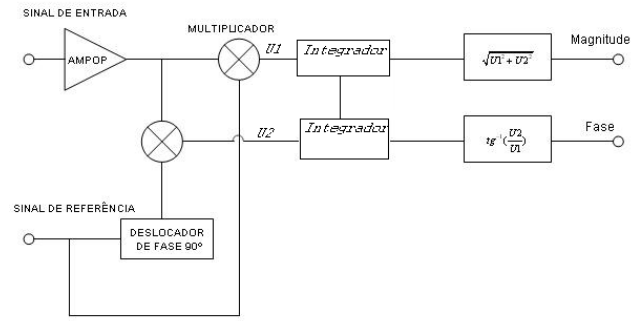 SINAL DE ENTRADA
AMPOP
MULTIPLICADOR
U1
Integrador
√U1² + U2²
Magnitude
U2
Integrador
tg⁻¹(U2/U1)
Fase
SINAL DE REFERÊNCIA
DESLOCADOR
DE FASE 90º